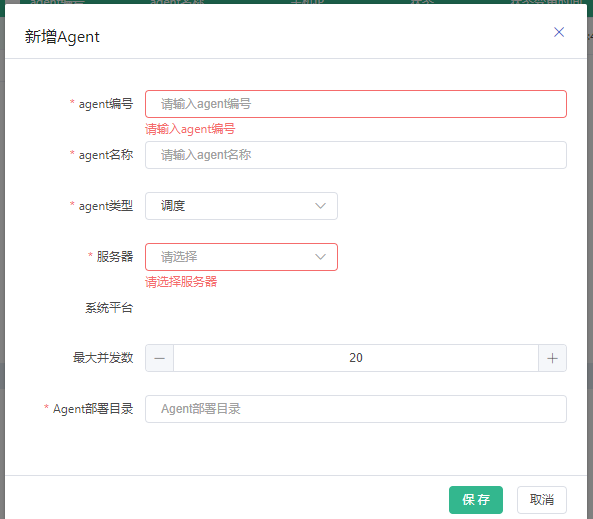 新增Agent
* agent编号
请输入agent编号
请输入agent编号
* agent名称
请输入agent名称
* agent类型
调度
* 服务器
请选择
请选择服务器
系统平台
最大并发数
20
* Agent部署目录
Agent部署目录
保存
取消